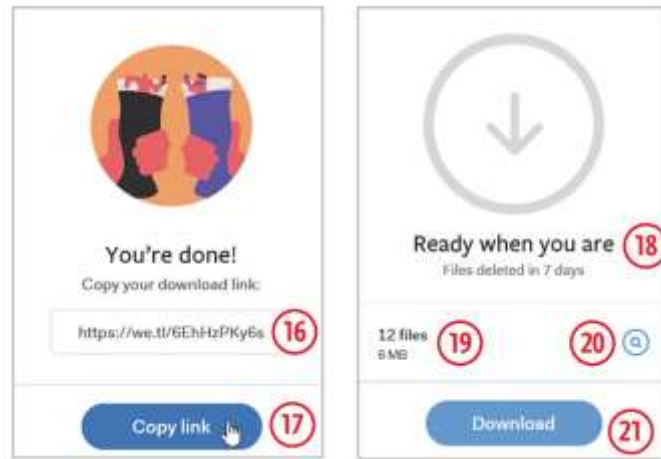 You're done!
Copy your download link:
https://we.tl/6EhHzPKy6s 16
Copy link 17
Ready when you are 18
Files deleted in 7 days
12 files 19 20
6 MB
Download 21